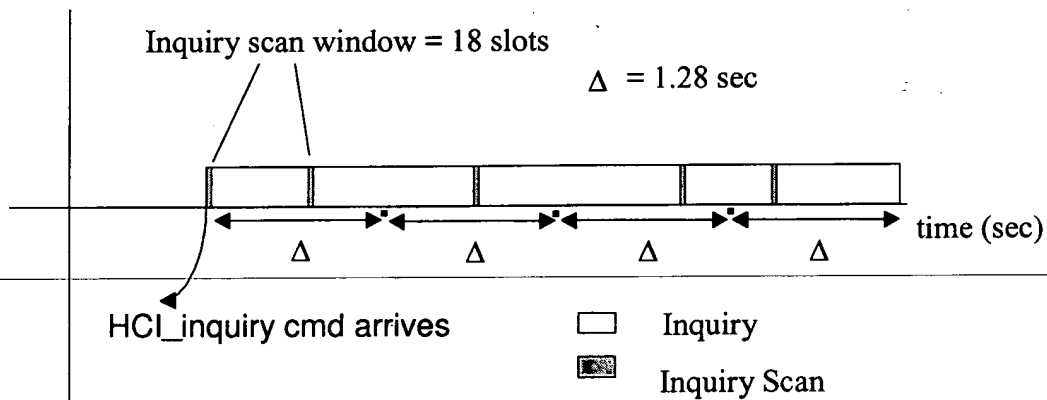 Inquiry scan window = 18 slots
Δ = 1.28 sec
time (sec)
Δ Δ Δ Δ
HCI_inquiry cmd arrives
Inquiry
Inquiry Scan